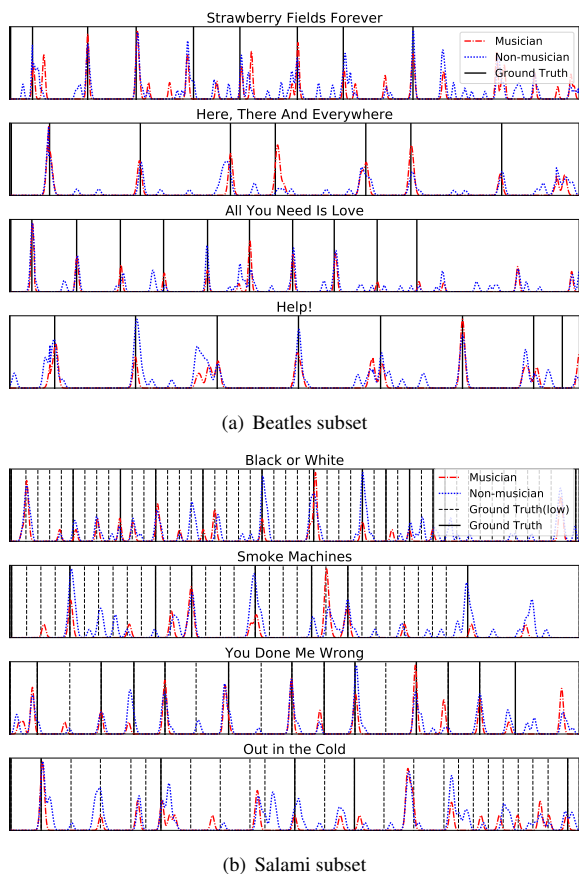 Strawberry Fields Forever
Musician
Non-musician
Ground Truth
Here, There And Everywhere
All You Need Is Love
Help!
(a) Beatles subset
Black or White
Musician
Non-musician
Ground Truth(low)
Ground Truth
Smoke Machines
You Done Me Wrong
Out in the Cold
(b) Salami subset